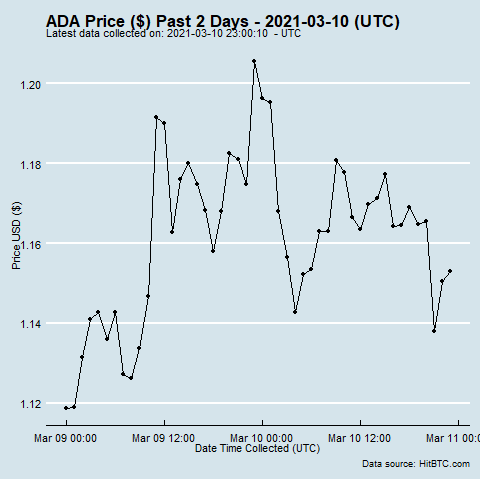 ADA Price ($) Past 2 Days - 2021-03-10 (UTC)
Latest data collected on: 2021-03-10 23:00:10 - UTC
1.20
1.18
1.16
1.14
1.12
Price USD ($)
Mar 09 00:00 Mar 09 12:00 Mar 10 00:00 Mar 10 12:00 Mar 11 00:0
Date Time Collected (UTC)
Data source: HitBTC.com